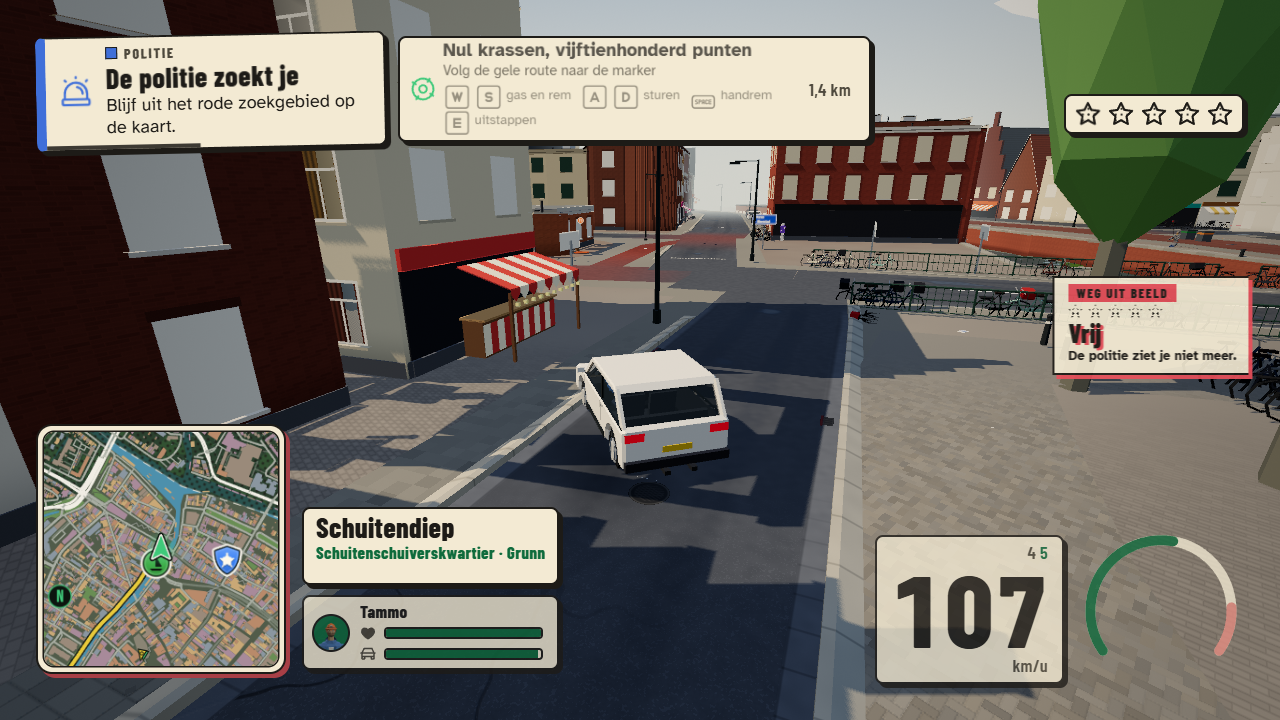 POLITIE
De politie zoekt je
Blijf uit het rode zoekgebied op
de kaart.
Nul krassen, vijftienhonderd punten
Volg de gele route naar de marker
W S gas en rem A D sturen SPACE handrem
E uitstappen
1,4 km
WEG UIT BEELD
Vrij
De politie ziet je niet meer.
N
Schuitendiep
Schuitenschuiverskwartier · Grunn
Tammo
4 5
107
km/u